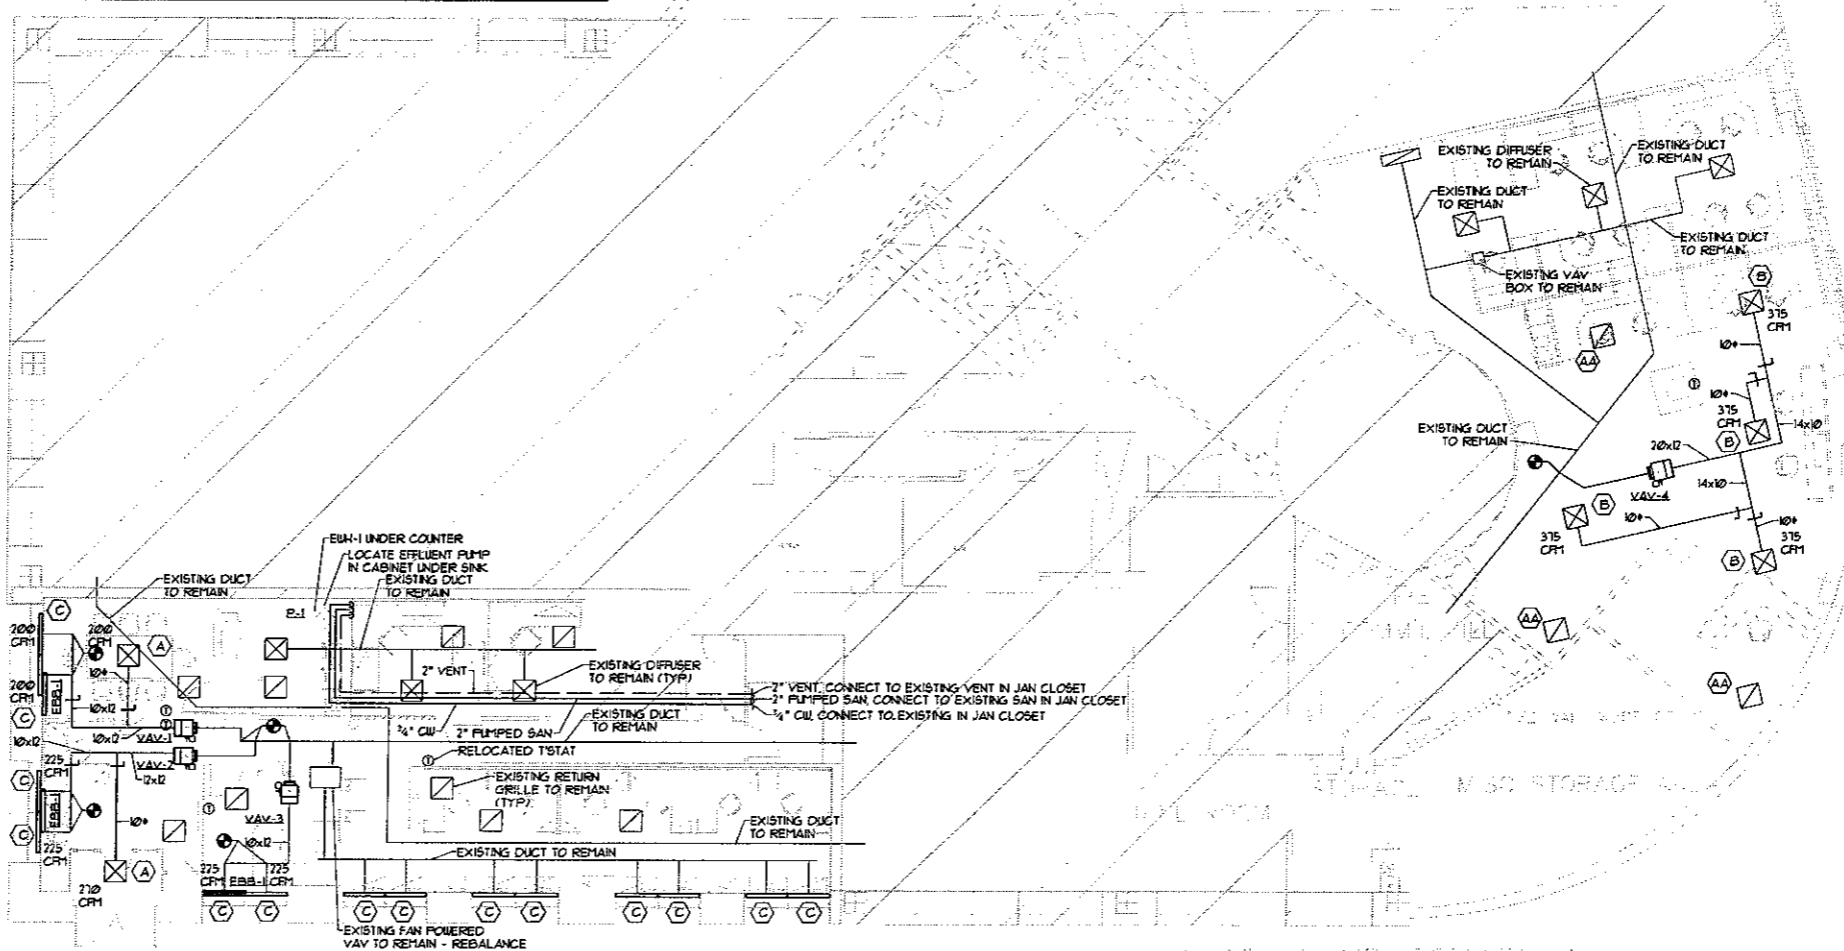 EXISTING DIFFUSER
TO REMAIN
EXISTING DUCT
TO REMAIN
EXISTING DUCT
TO REMAIN
EXISTING DUCT
TO REMAIN
EXISTING VAV
BOX TO REMAIN
B
375
CFM
10ø
AA
T
10ø
375
CFM
B
14x10
EXISTING DUCT
TO REMAIN
20x12
VAV-4
14x10
B
10ø
375
CFM
10ø
375
CFM
B
AA
AA
EWH-1 UNDER COUNTER
LOCATE EFFLUENT PUMP
IN CABINET UNDER SINK
EXISTING DUCT
TO REMAIN
EXISTING DUCT
TO REMAIN
P-1
C
200
CFM
200
CFM
A
10ø
EXISTING DIFFUSER
TO REMAIN (TYP)
2" VENT
200
CFM
EBB-1
C
10x12
T
T
2" VENT, CONNECT TO EXISTING VENT IN JAN CLOSET
2" PUMPED SAN, CONNECT TO EXISTING SAN IN JAN CLOSET
3/4" CW, CONNECT TO EXISTING IN JAN CLOSET
EXISTING DUCT
TO REMAIN
3/4" CW
2" PUMPED SAN
10x12
10x12
VAV-1
T
RELOCATED T'STAT
VAV-2
225
CFM
12x12
C
EBB-1
EXISTING RETURN
GRILLE TO REMAIN
(TYP)
T
VAV-3
10ø
C
225
CFM
10x12
EXISTING DUCT
TO REMAIN
EXISTING DUCT TO REMAIN
A
270
CFM
225
CFM
EBB-1
225
CFM
C
C
C
C
C
C
C
C
C
C
EXISTING FAN POWERED
VAV TO REMAIN - REBALANCE
STORAGE
MISC STORAGE